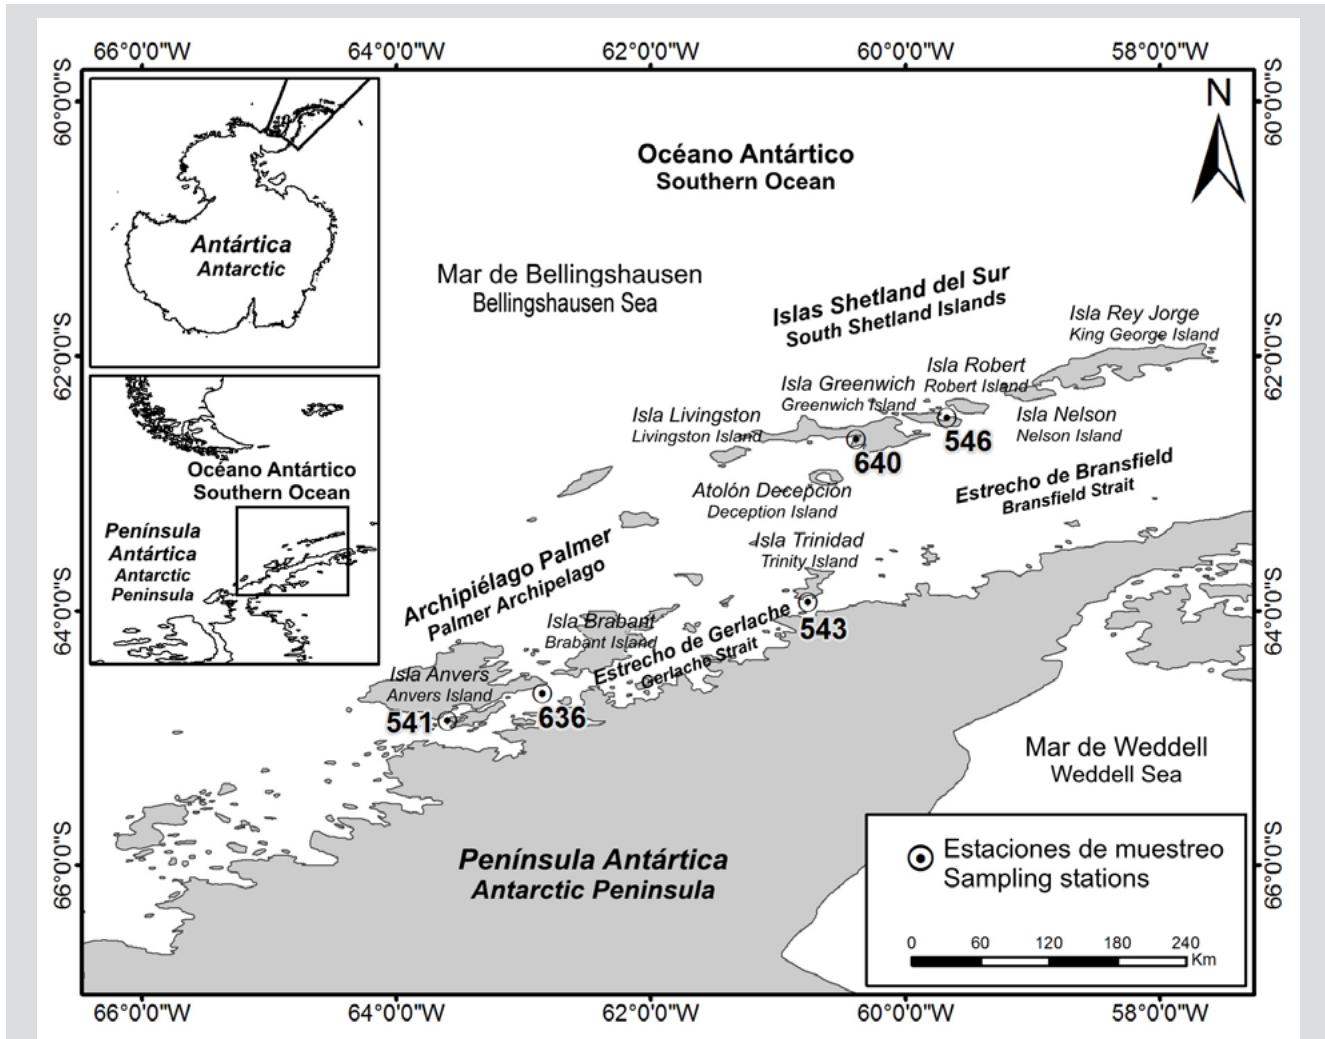 66°0'0"W 64°0'0"W 62°0'0"W 60°0'0"W 58°0'0"W
60°0'0"S
60°0'0"S
N
Océano Antártico
Southern Ocean
Antártica
Antarctic
Mar de Bellingshausen
Bellingshausen Sea
Islas Shetland del Sur
South Shetland Islands
Isla Rey Jorge
King George Island
62°0'0"S
62°0'0"S
Isla Robert
Robert Island
Isla Greenwich
Greenwich Island
Isla Livingston
Livingston Island
Isla Nelson
Nelson Island
546
640
Océano Antártico
Southern Ocean
Estrecho de Bransfield
Bransfield Strait
Atolón Decepción
Deception Island
Península
Antártica
Antarctic
Peninsula
Isla Trinidad
Trinity Island
Archipiélago Palmer
Palmer Archipelago
64°0'0"S
64°0'0"S
Isla Brabant
Brabant Island
Estrecho de Gerlache
Gerlache Strait
543
Isla Anvers
Anvers Island
541
636
Mar de Weddell
Weddell Sea
Península Antártica
Antarctic Peninsula
66°0'0"S
66°0'0"S
Estaciones de muestreo
Sampling stations
0 60 120 180 240
Km
66°0'0"W 64°0'0"W 62°0'0"W 60°0'0"W 58°0'0"W